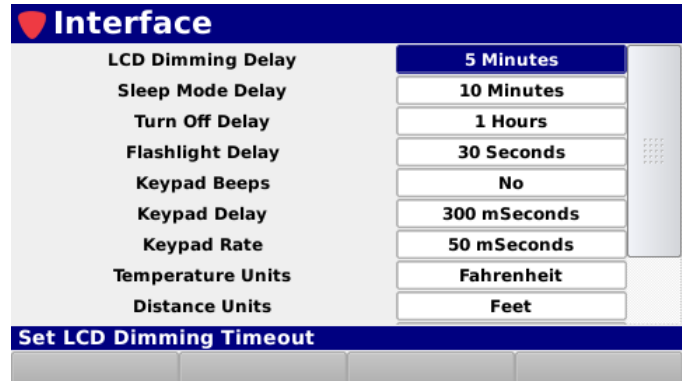 Interface
LCD Dimming Delay 5 Minutes
Sleep Mode Delay 10 Minutes
Turn Off Delay 1 Hours
Flashlight Delay 30 Seconds
Keypad Beeps No
Keypad Delay 300 mSeconds
Keypad Rate 50 mSeconds
Temperature Units Fahrenheit
Distance Units Feet
Set LCD Dimming Timeout